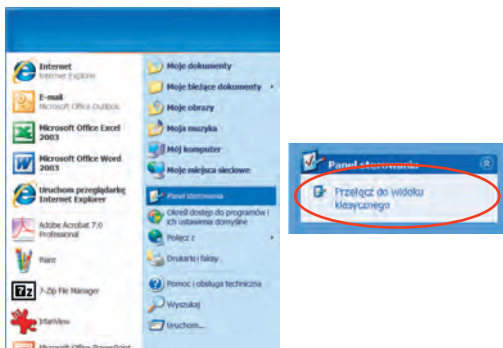 Internet
Internet Explorer
E-mail
Microsoft Office Outlook
Microsoft Office Excel
2003
Microsoft Office Word
2003
Uruchom przeglądarkę
Internet Explorer
Adobe Acrobat 7.0
Professional
Paint
7-Zip File Manager
IrfanView
Microsoft Office PowerPoint
Moje dokumenty
Moje bieżące dokumenty
Moje obrazy
Moja muzyka
Mój komputer
Moje miejsca sieciowe
Panel sterowania
Określ dostęp do programów i
ich ustawienia domyślne
Połącz z
Drukarki i faksy
Pomoc i obsługa techniczna
Wyszukaj
Uruchom...
Panel sterowania
Przełącz do widoku
klasycznego